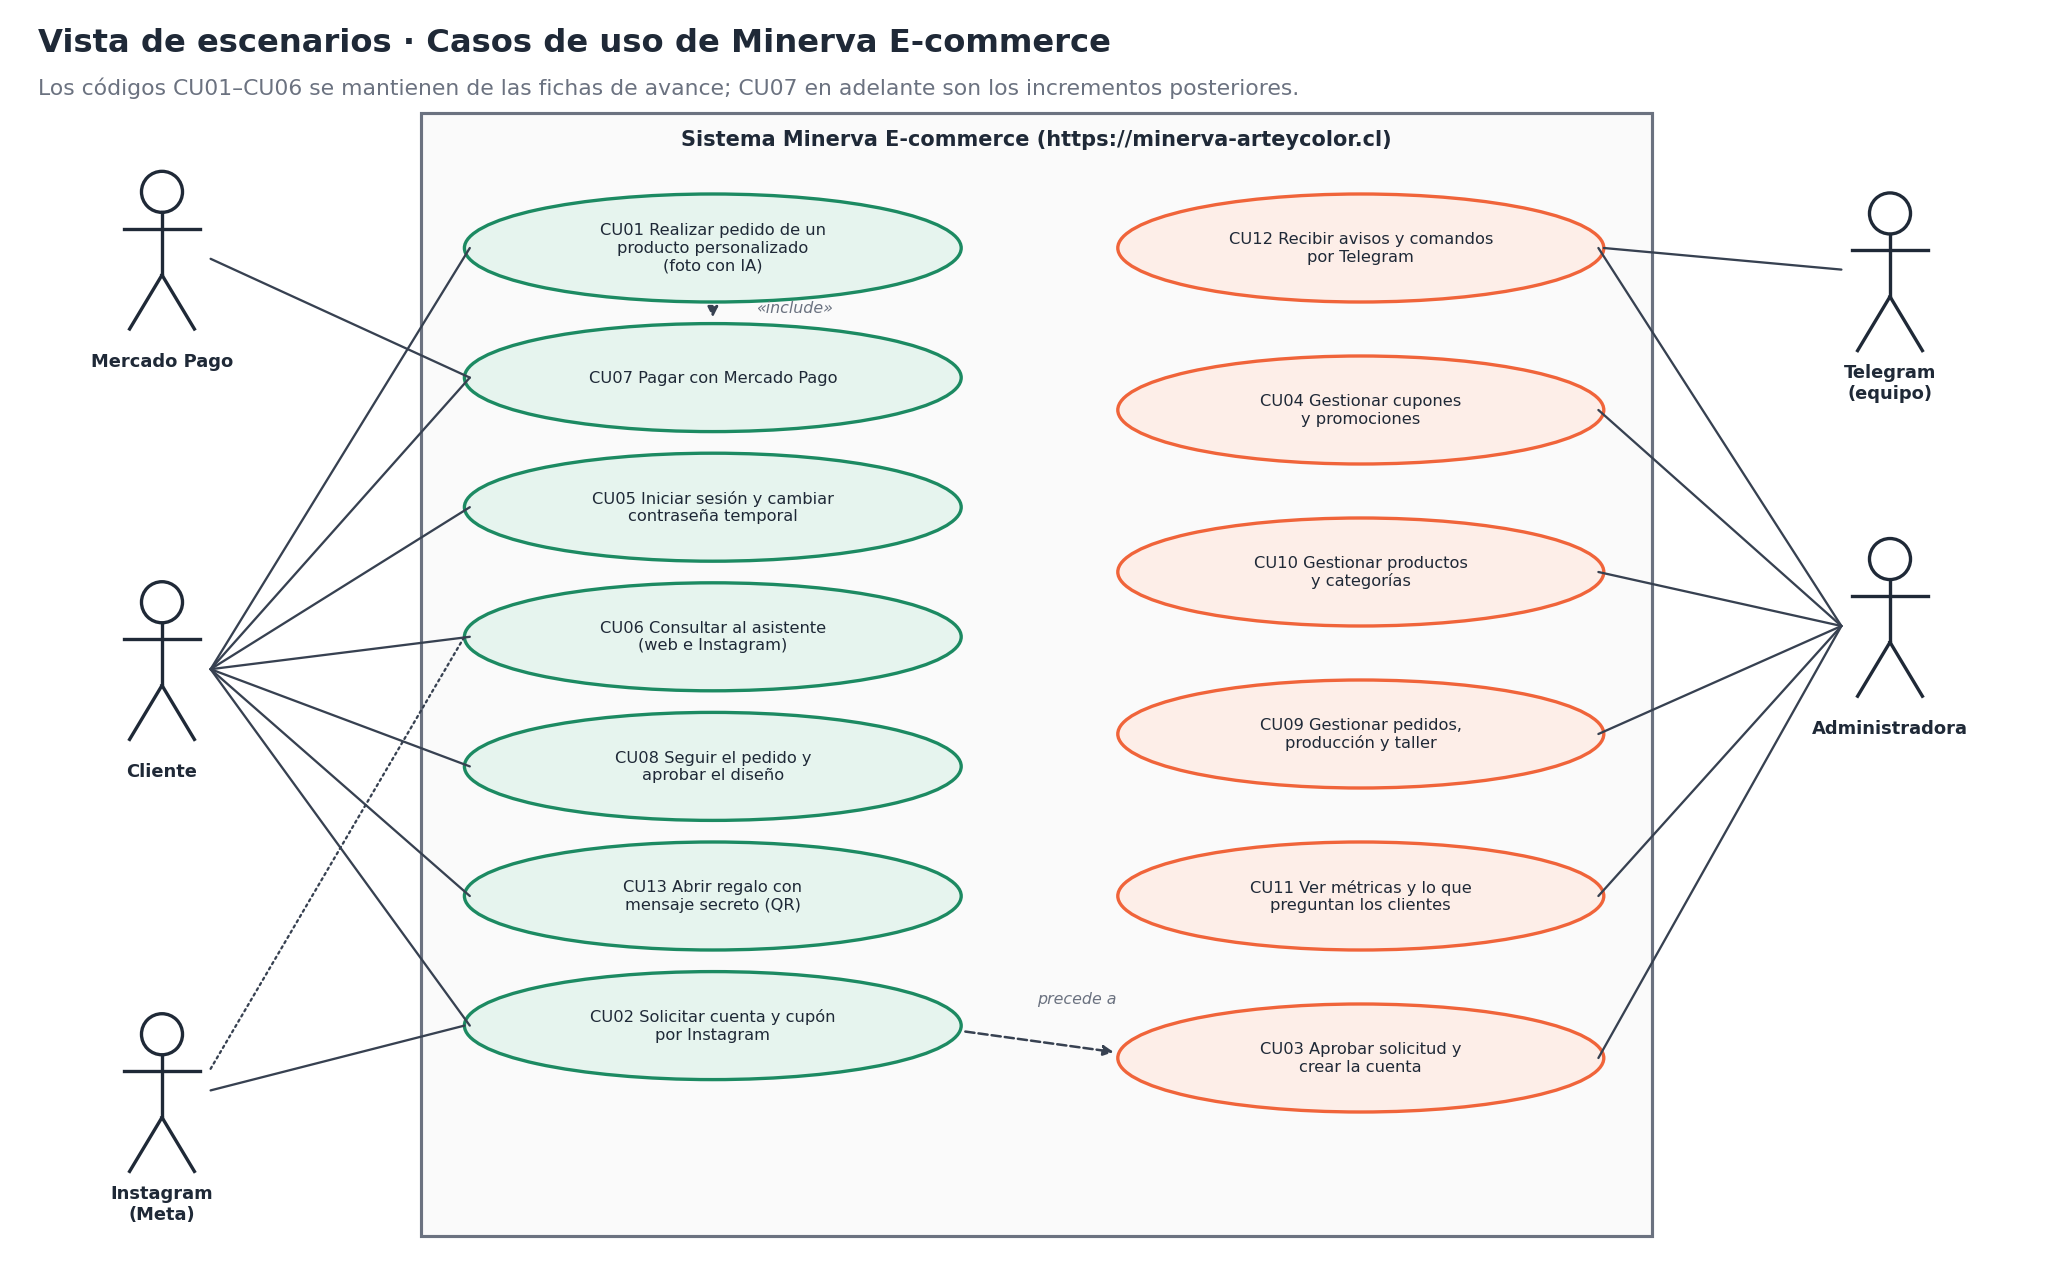 Vista de escenarios · Casos de uso de Minerva E-commerce
Los códigos CU01–CU06 se mantienen de las fichas de avance; CU07 en adelante son los incrementos posteriores.
Sistema Minerva E-commerce (https://minerva-arteycolor.cl)
Mercado Pago
Cliente
Instagram
(Meta)
CU01 Realizar pedido de un
producto personalizado
(foto con IA)
«include»
CU07 Pagar con Mercado Pago
CU05 Iniciar sesión y cambiar
contraseña temporal
CU06 Consultar al asistente
(web e Instagram)
CU08 Seguir el pedido y
aprobar el diseño
CU13 Abrir regalo con
mensaje secreto (QR)
CU02 Solicitar cuenta y cupón
por Instagram
precede a
CU12 Recibir avisos y comandos
por Telegram
CU04 Gestionar cupones
y promociones
CU10 Gestionar productos
y categorías
CU09 Gestionar pedidos,
producción y taller
CU11 Ver métricas y lo que
preguntan los clientes
CU03 Aprobar solicitud y
crear la cuenta
Telegram
(equipo)
Administradora